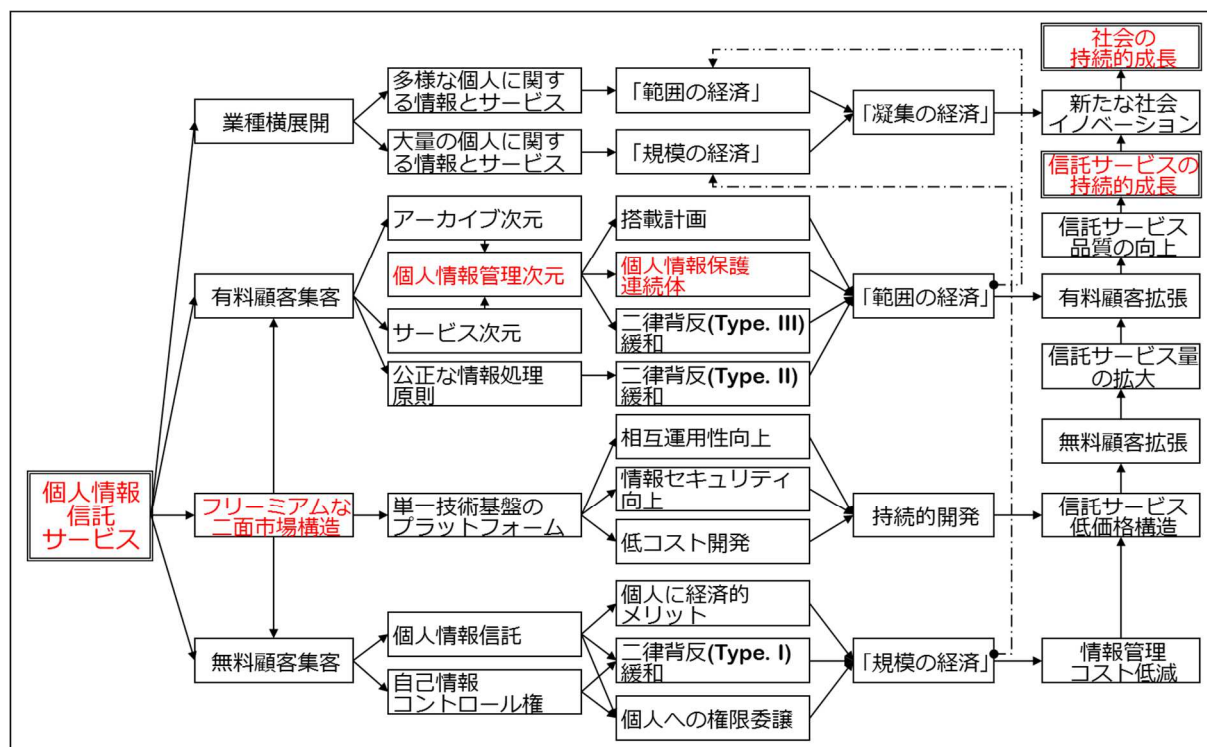 社会の
持続的成長
多様な個人に関す
る情報とサービス
「範囲の経済」
業種横展開
「凝集の経済」
新たな社会
イノベーション
大量の個人に関す
る情報とサービス
「規模の経済」
信託サービスの
持続的成長
アーカイブ次元
搭載計画
信託サービス
品質の向上
個人情報管理次元
個人情報保護
連続体
有料顧客集客
「範囲の経済」
有料顧客拡張
サービス次元
二律背反(Type. III)
緩和
公正な情報処理
原則
二律背反(Type. II)
緩和
信託サービス量
の拡大
相互運用性向上
無料顧客拡張
個人情報
信託
サービス
フリーミアムな
二面市場構造
単一技術基盤の
プラットフォーム
情報セキュリティ
向上
持続的開発
信託サービス
低価格構造
低コスト開発
個人に経済的
メリット
個人情報信託
無料顧客集客
二律背反(Type. I)
緩和
「規模の経済」
情報管理
コスト低減
自己情報
コントロール権
個人への権限委譲